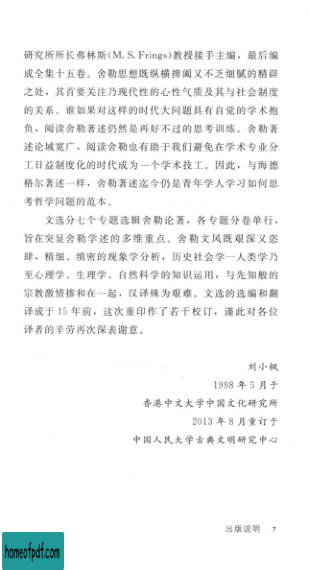 研究所所长弗林斯(M. S. Frings)教授接手主编，最后编
成全集十五卷。舍勒思想既纵横捭阖又不乏细腻的精辟
之处，其首要关注乃现代性的心性气质及其与社会制度
的关系。谁如果对这样的时代大问题具有自觉的学术抱
负，阅读舍勒著述仍然是再好不过的思考训练。舍勒著
述论域宽广，阅读舍勒也有助于我们避免在学术专业分
工日益制度化的时代成为一个学术技工。因此，与海德
格尔著述一样，舍勒著述迄今仍是青年学人学习如何思
考哲学问题的范本。
文选分七个专题选辑舍勒论著，各专题分卷单行，
旨在突显舍勒学述的多维重点。舍勒文风既艰深又恣
肆，精细、缜密的现象学分析，历史社会学—人类学乃
至心理学、生理学、自然科学的知识运用，与先知般的
宗教激情掺和在一起，汉译殊为艰难。文选的选编和翻
译成于 15 年前，这次重印作了若干校订，谨此对各位
译者的辛劳再次深表谢意。
刘小枫
1998 年 5 月于
香港中文大学中国文化研究所
2013 年 8 月重订于
中国人民大学古典文明研究中心
出版说明 7
homeofpdf.com